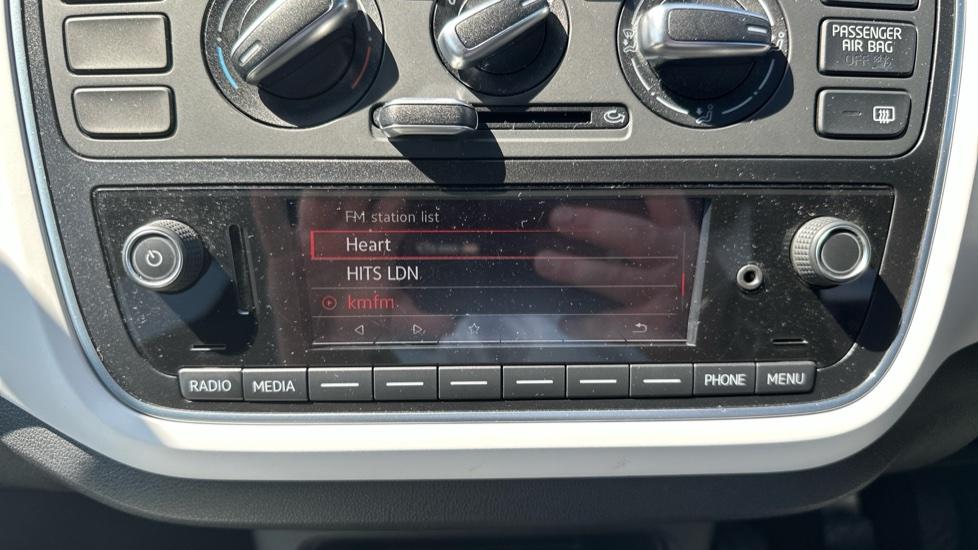 PASSENGER
AIR BAG
OFF
FM station list
Heart
HITS LDN
kmfm
RADIO
MEDIA
PHONE
MENU